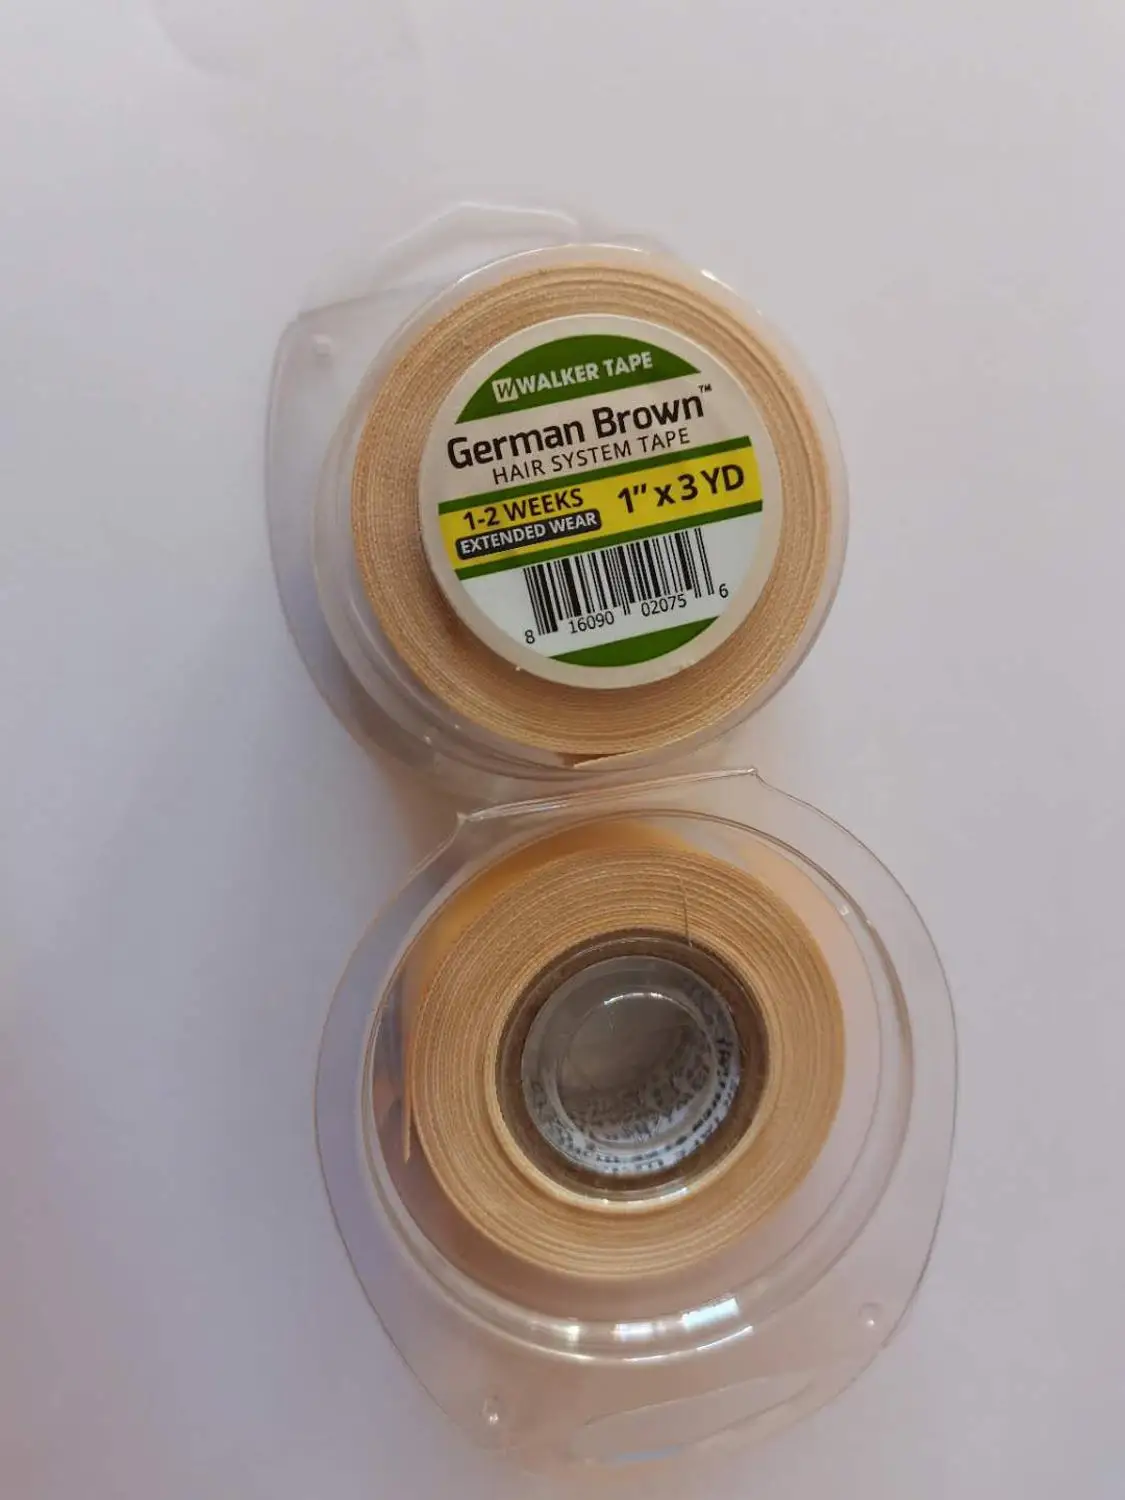 WALKER TAPE
German Brown™
HAIR SYSTEM TAPE
1-2 WEEKS
EXTENDED WEAR
1" x 3 YD
8 16090 02075 6